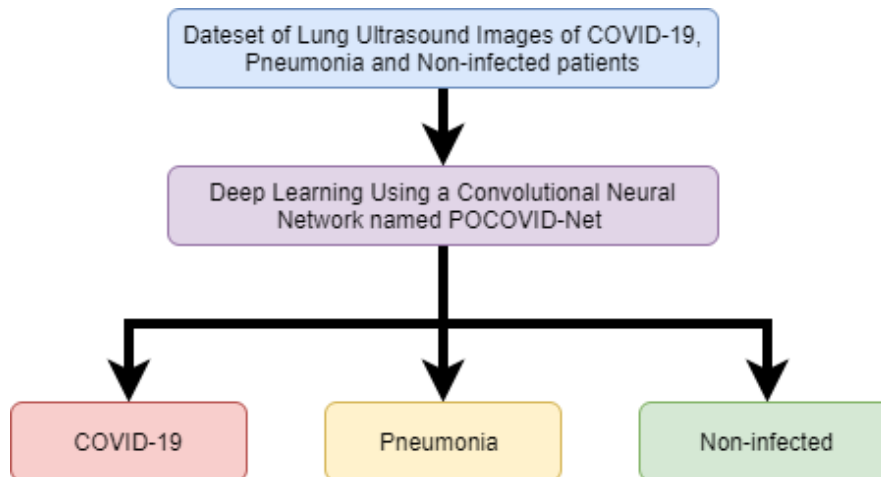 Dateset of Lung Ultrasound Images of COVID-19,
Pneumonia and Non-infected patients
Deep Learning Using a Convolutional Neural
Network named POCOVID-Net
COVID-19
Pneumonia
Non-infected